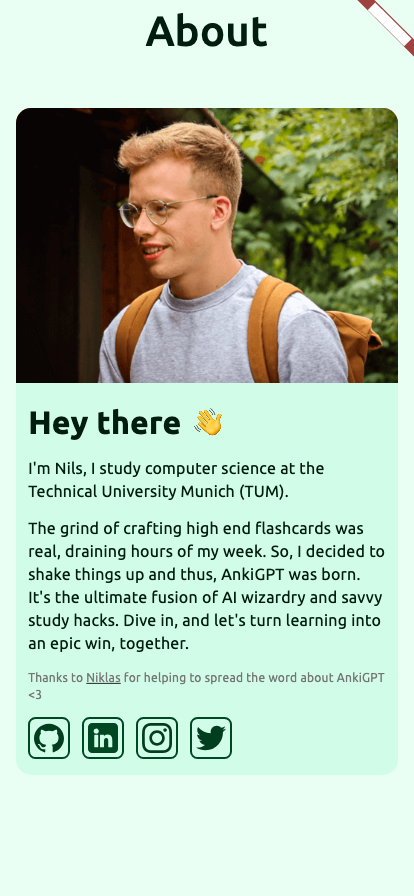 About
Hey there 👋
I'm Nils, I study computer science at the
Technical University Munich (TUM).
The grind of crafting high end flashcards was
real, draining hours of my week. So, I decided to
shake things up and thus, AnkiGPT was born.
It's the ultimate fusion of AI wizardry and savvy
study hacks. Dive in, and let's turn learning into
an epic win, together.
Thanks to Niklas for helping to spread the word about AnkiGPT
<3
in